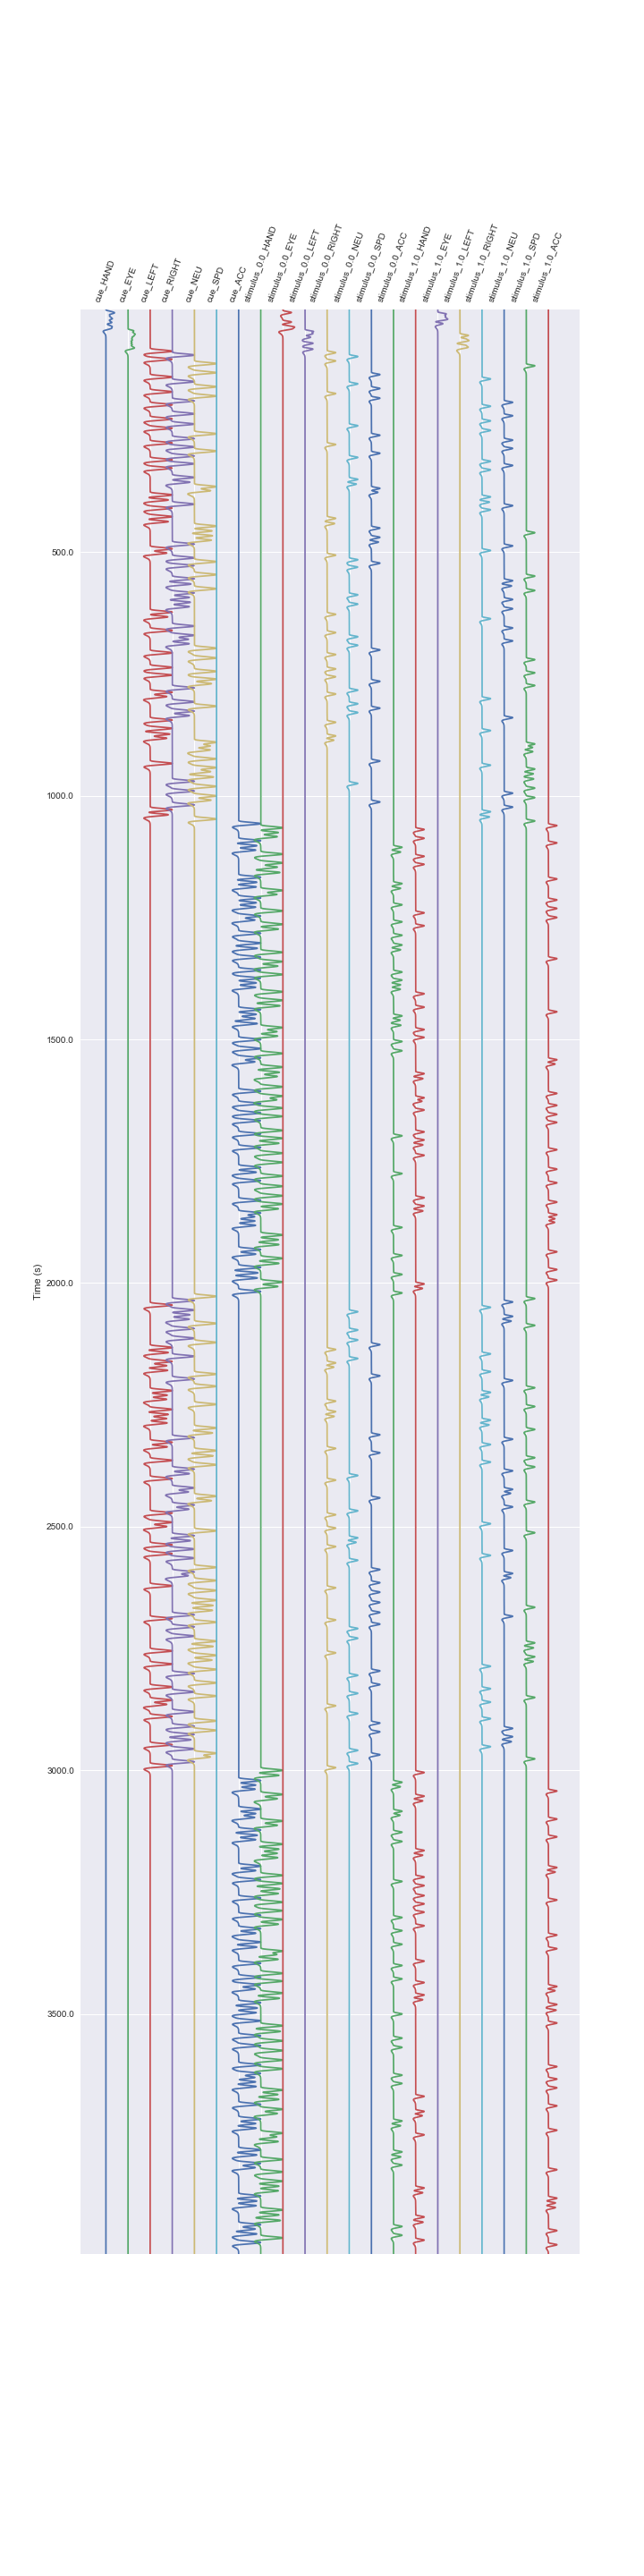 cue_HAND
cue_EYE
cue_LEFT
cue_RIGHT
cue_NEU
cue_SPD
cue_ACC
stimulus_0.0_HAND
stimulus_0.0_EYE
stimulus_0.0_LEFT
stimulus_0.0_RIGHT
stimulus_0.0_NEU
stimulus_0.0_SPD
stimulus_0.0_ACC
stimulus_1.0_HAND
stimulus_1.0_EYE
stimulus_1.0_LEFT
stimulus_1.0_RIGHT
stimulus_1.0_NEU
stimulus_1.0_SPD
stimulus_1.0_ACC
500.0
1000.0
1500.0
Time (s)
2000.0
2500.0
3000.0
3500.0